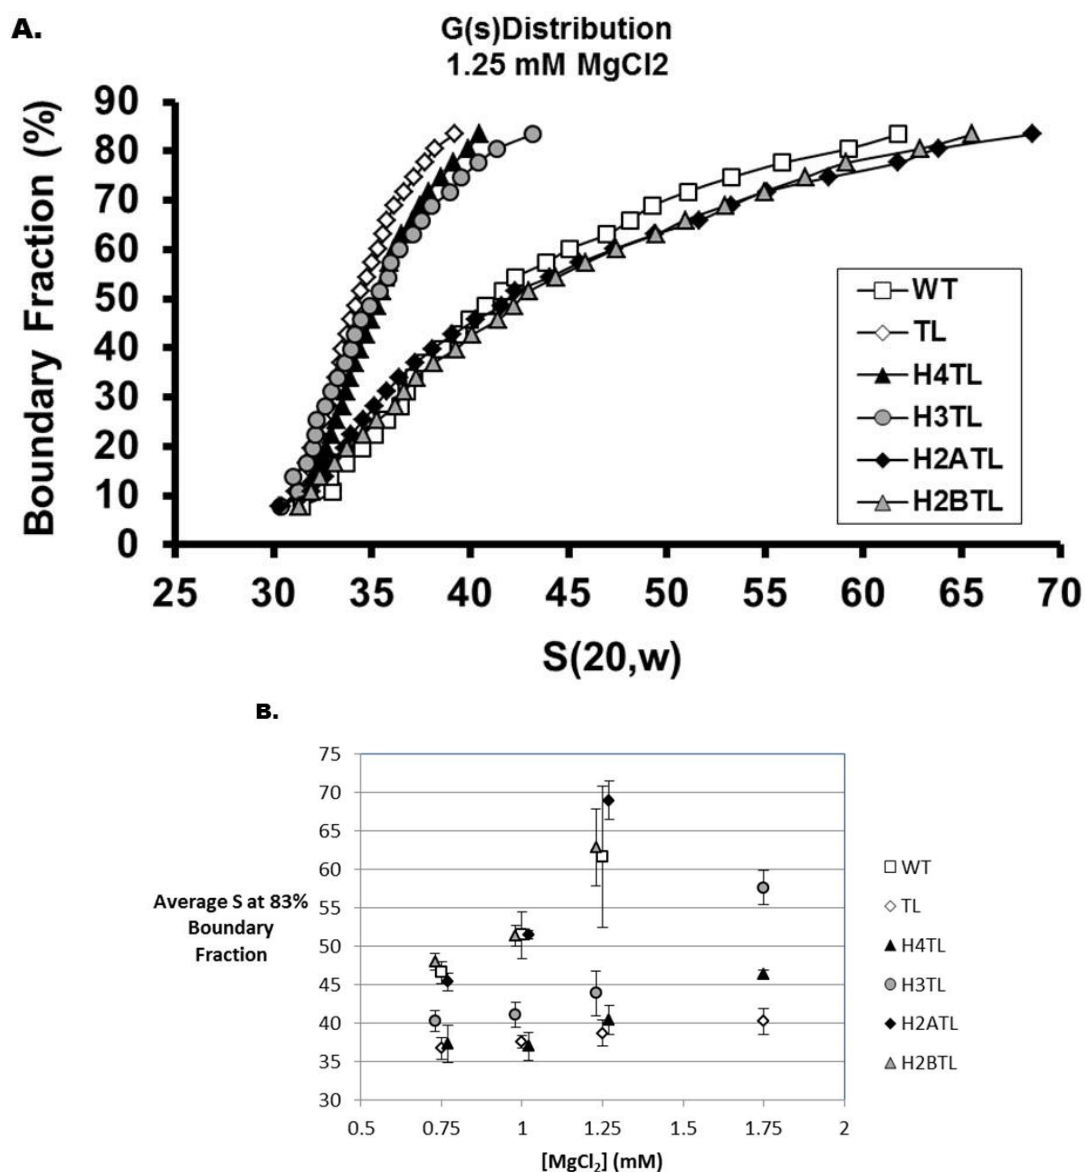 A.
G(s)Distribution
1.25 mM MgCl2
Boundary Fraction (%)
90
80
70
60
50
40
30
20
10
0
WT
TL
H4TL
H3TL
H2ATL
H2BTL
25 30 35 40 45 50 55 60 65 70
S(20,w)
B.
Average S at 83%
Boundary
Fraction
75
70
65
60
55
50
45
40
35
30
WT
TL
H4TL
H3TL
H2ATL
H2BTL
0.5 0.75 1 1.25 1.5 1.75 2
[MgCl₂] (mM)